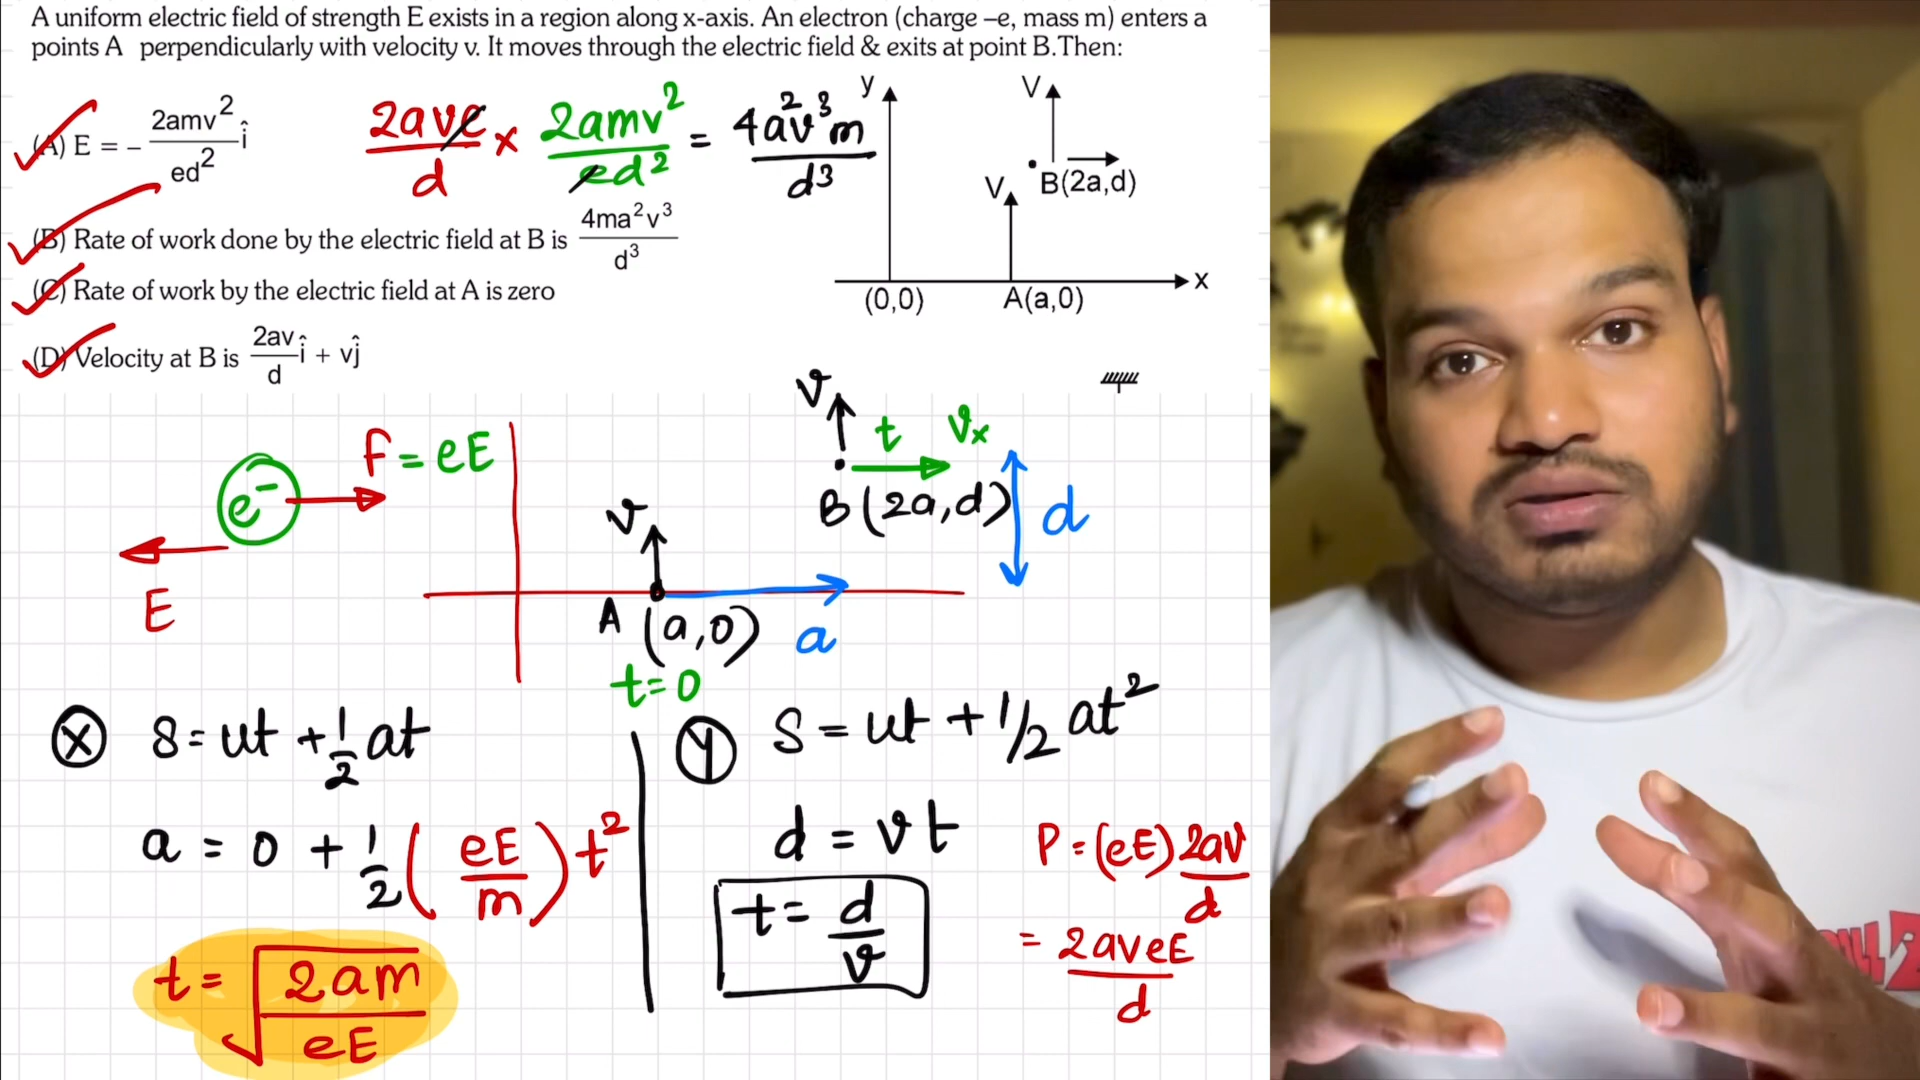 A uniform electric field of strength E exists in a region along x-axis. An electron (charge –e, mass m) enters a
points A perpendicularly with velocity v. It moves through the electric field & exits at point B.Then:
(A) E = – 2amv²/ed² î
2ave/d × 2amv²/ed² = 4a²v³m/d³
(B) Rate of work done by the electric field at B is 4ma²v³/d³
(C) Rate of work by the electric field at A is zero
(D) Velocity at B is 2av/d î + vĵ
y
V
B(2a,d)
V
x
(0,0)
A(a,0)
e⁻
F = eE
E
v
t
vx
B(2a,d)
d
v
A (a,0)
a
t=0
(X) S = ut + 1/2 at
a = 0 + 1/2 (eE/m) t²
t = √(2am/eE)
(Y) S = ut + 1/2 at²
d = vt
t = d/v
P = (eE) 2av/d
= 2aveE/d